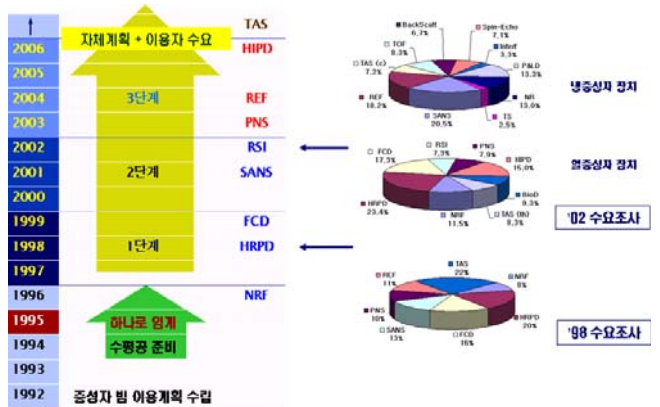 TAS
자체계획 + 이용자 수요
2006
HIPD
2005
2004
3단계
REF
2003
PNS
2002
RSI
2001
2단계
SANS
2000
1999
FCD
1998
1단계
HRPD
1997
1996
NRF
1995
하나로 임계
1994
수평공 준비
1993
1992
중성자 빔 이용계획 수립
BackScatt
6.7%
Spin-Echo
7.1%
TOF
8.3%
Interf
3.3%
TAS (c)
7.2%
P&LD
13.3%
REF
18.2%
NR
13.0%
SANS
20.5%
TS
2.5%
냉중성자 장치
FCD
17.3%
RSI
7.3%
PNS
7.9%
HIPD
15.0%
BioD
9.3%
HRPD
23.4%
NRF
11.5%
TAS (th)
8.3%
열중성자 장치
'02 수요조사
TAS
22%
REF
11%
NRF
8%
PNS
10%
HRPD
20%
SANS
13%
FCD
16%
'98 수요조사